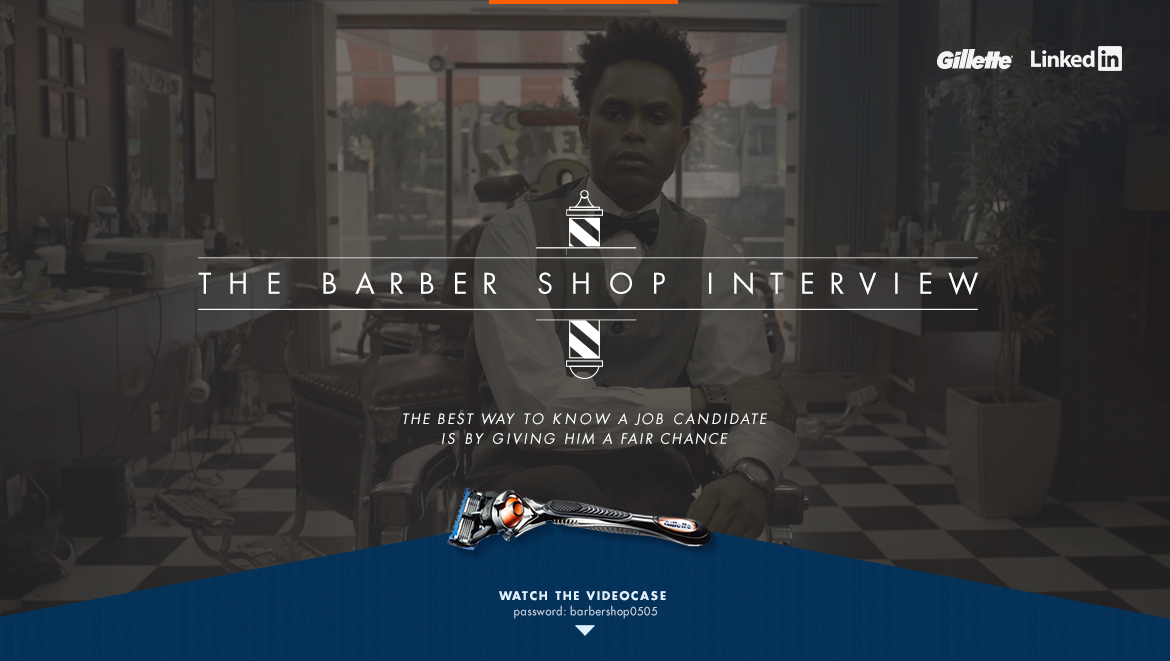 Gillette LinkedIn
THE BARBER SHOP INTERVIEW
THE BEST WAY TO KNOW A JOB CANDIDATE
IS BY GIVING HIM A FAIR CHANCE
Gillette
WATCH THE VIDEOCASE
password: barbershop0505